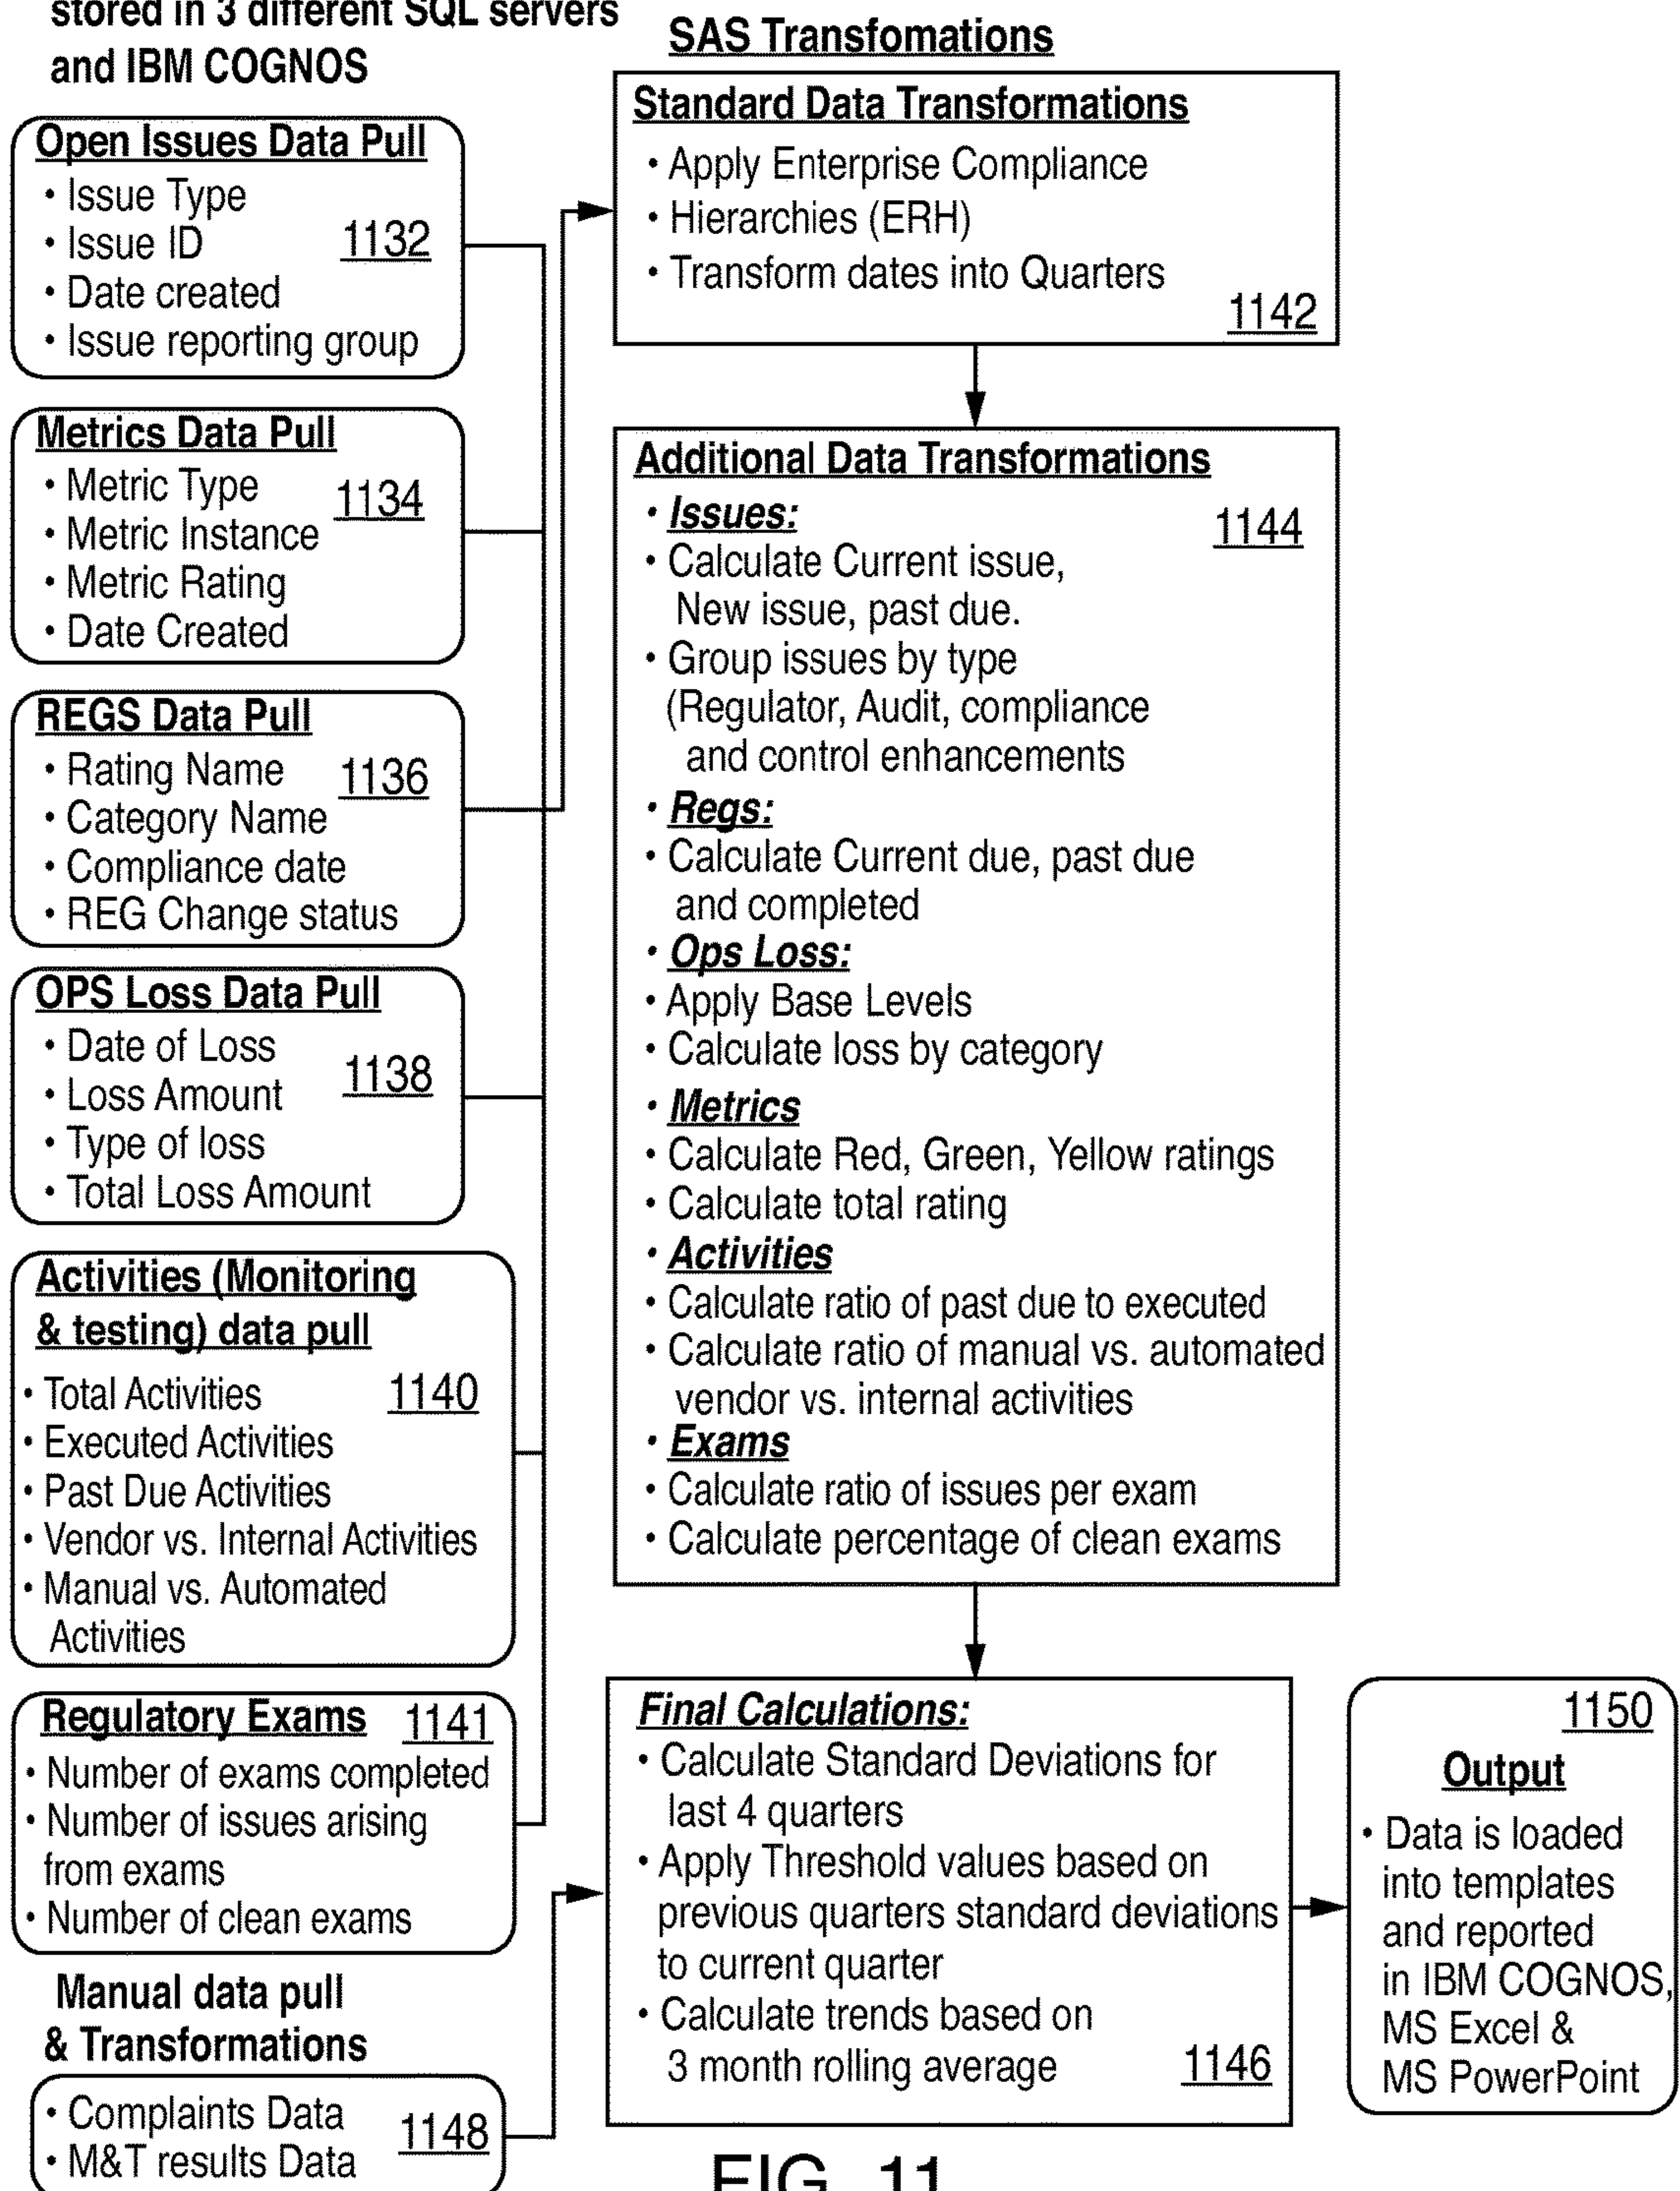 stored in 3 different SQL servers
and IBM COGNOS
Open Issues Data Pull
• Issue Type
• Issue ID
1132
• Date created
• Issue reporting group
Metrics Data Pull
• Metric Type
1134
• Metric Instance
• Metric Rating
• Date Created
REGS Data Pull
• Rating Name
1136
• Category Name
• Compliance date
• REG Change status
OPS Loss Data Pull
• Date of Loss
1138
• Loss Amount
• Type of loss
• Total Loss Amount
Activities (Monitoring
& testing) data pull
• Total Activities
1140
• Executed Activities
• Past Due Activities
• Vendor vs. Internal Activities
• Manual vs. Automated
Activities
Regulatory Exams
1141
• Number of exams completed
• Number of issues arising
from exams
• Number of clean exams
Manual data pull
& Transformations
• Complaints Data
1148
• M&T results Data
SAS Transfomations
Standard Data Transformations
• Apply Enterprise Compliance
• Hierarchies (ERH)
• Transform dates into Quarters
1142
Additional Data Transformations
• Issues:
1144
• Calculate Current issue,
New issue, past due.
• Group issues by type
(Regulator, Audit, compliance
and control enhancements
• Regs:
• Calculate Current due, past due
and completed
• Ops Loss:
• Apply Base Levels
• Calculate loss by category
• Metrics
• Calculate Red, Green, Yellow ratings
• Calculate total rating
• Activities
• Calculate ratio of past due to executed
• Calculate ratio of manual vs. automated
vendor vs. internal activities
• Exams
• Calculate ratio of issues per exam
• Calculate percentage of clean exams
Final Calculations:
• Calculate Standard Deviations for
last 4 quarters
• Apply Threshold values based on
previous quarters standard deviations
to current quarter
• Calculate trends based on
3 month rolling average
1146
1150
Output
• Data is loaded
into templates
and reported
in IBM COGNOS,
MS Excel &
MS PowerPoint
FIG. 11